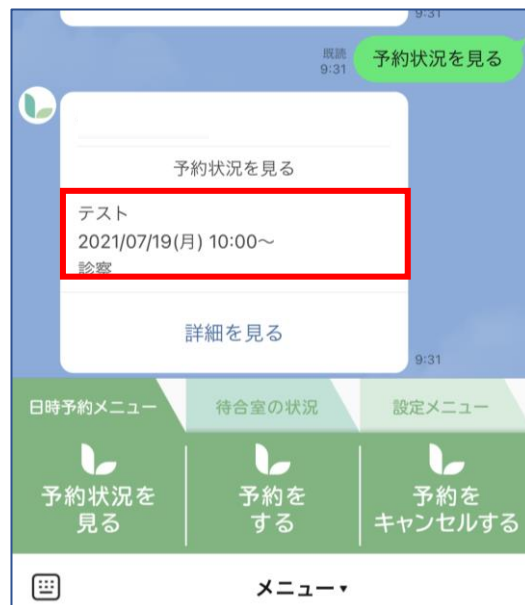 9:31
既読
9:31
予約状況を見る
予約状況を見る
テスト
2021/07/19(月) 10:00～
診察
詳細を見る
9:31
日時予約メニュー
待合室の状況
設定メニュー
予約状況を
見る
予約を
する
予約を
キャンセルする
メニュー▾